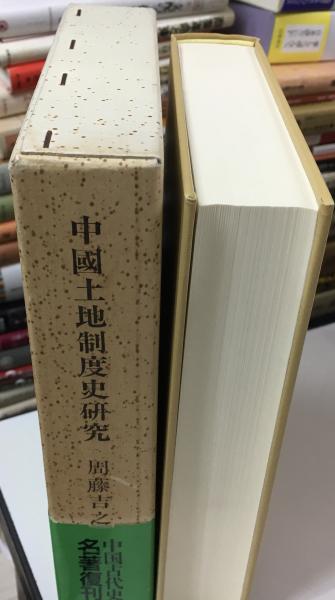 中國土地制度史研究
周藤吉之
中国古代史
名著復刊